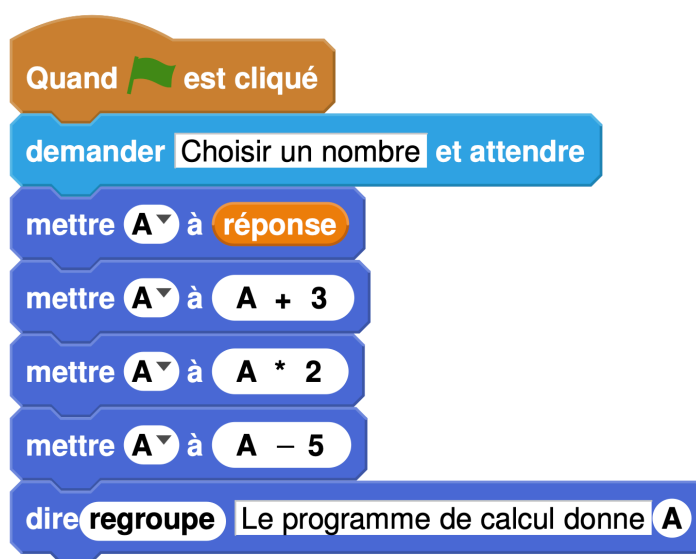 Quand est cliqué
demander Choisir un nombre et attendre
mettre A à réponse
mettre A à A + 3
mettre A à A * 2
mettre A à A – 5
dire regroupe Le programme de calcul donne A